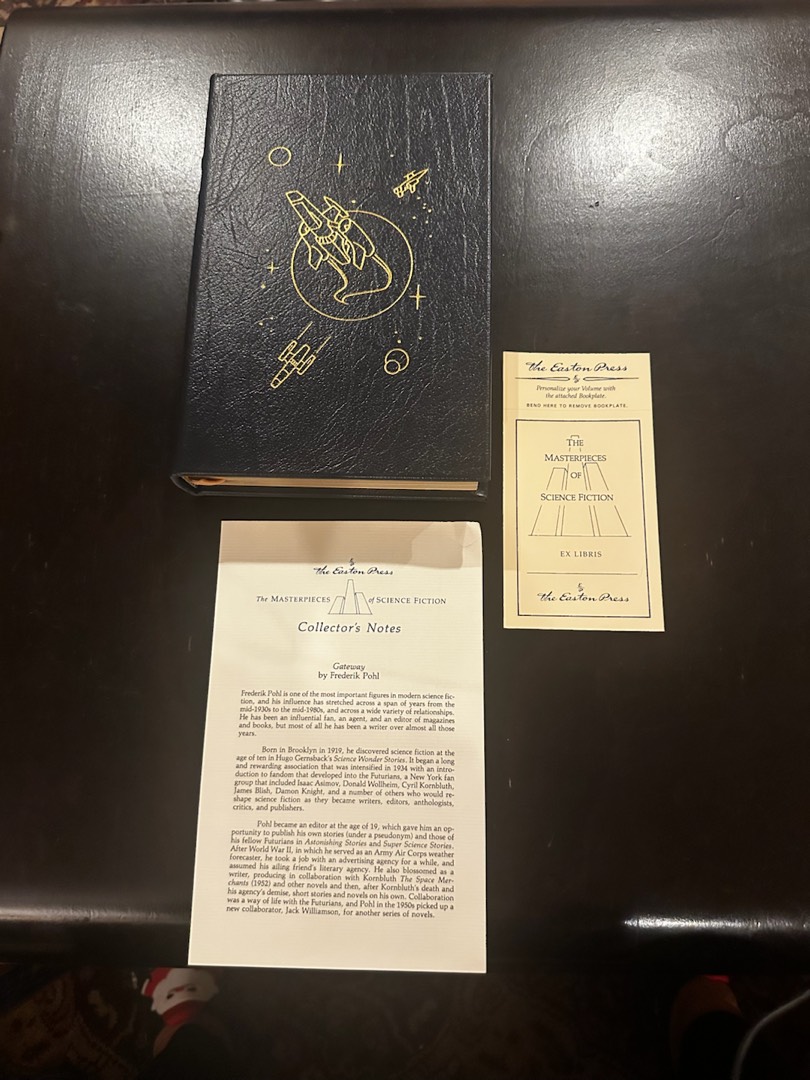 The Easton Press
Personalize your Volume with
the attached Bookplate.
BEND HERE TO REMOVE BOOKPLATE.
THE
MASTERPIECES
OF
SCIENCE FICTION
EX LIBRIS
The Easton Press
The Easton Press
The MASTERPIECES of SCIENCE FICTION
Collector's Notes
Gateway
by Frederik Pohl
Frederik Pohl is one of the most important figures in modern science fic-
tion, and his influence has stretched across a span of years from the
mid-1930s to the mid-1980s, and across a wide variety of relationships.
He has been an influential fan, an agent, and an editor of magazines
and books, but most of all he has been a writer over almost all those
years.
Born in Brooklyn in 1919, he discovered science fiction at the
age of ten in Hugo Gernsback's Science Wonder Stories. It began a long
and rewarding association that was intensified in 1934 with an intro-
duction to fandom that developed into the Futurians, a New York fan
group that included Isaac Asimov, Donald Wollheim, Cyril Kornbluth,
James Blish, Damon Knight, and a number of others who would re-
shape science fiction as they became writers, editors, anthologists,
critics, and publishers.
Pohl became an editor at the age of 19, which gave him an op-
portunity to publish his own stories (under a pseudonym) and those of
his fellow Futurians in Astonishing Stories and Super Science Stories.
After World War II, in which he served as an Army Air Corps weather
forecaster, he took a job with an advertising agency for a while, and
assumed his ailing friend's literary agency. He also blossomed as a
writer, producing in collaboration with Kornbluth The Space Mer-
chants (1952) and other novels and then, after Kornbluth's death and
his agency's demise, short stories and novels on his own. Collaboration
was a way of life with the Futurians, and Pohl in the 1950s picked up a
new collaborator, Jack Williamson, for another series of novels.